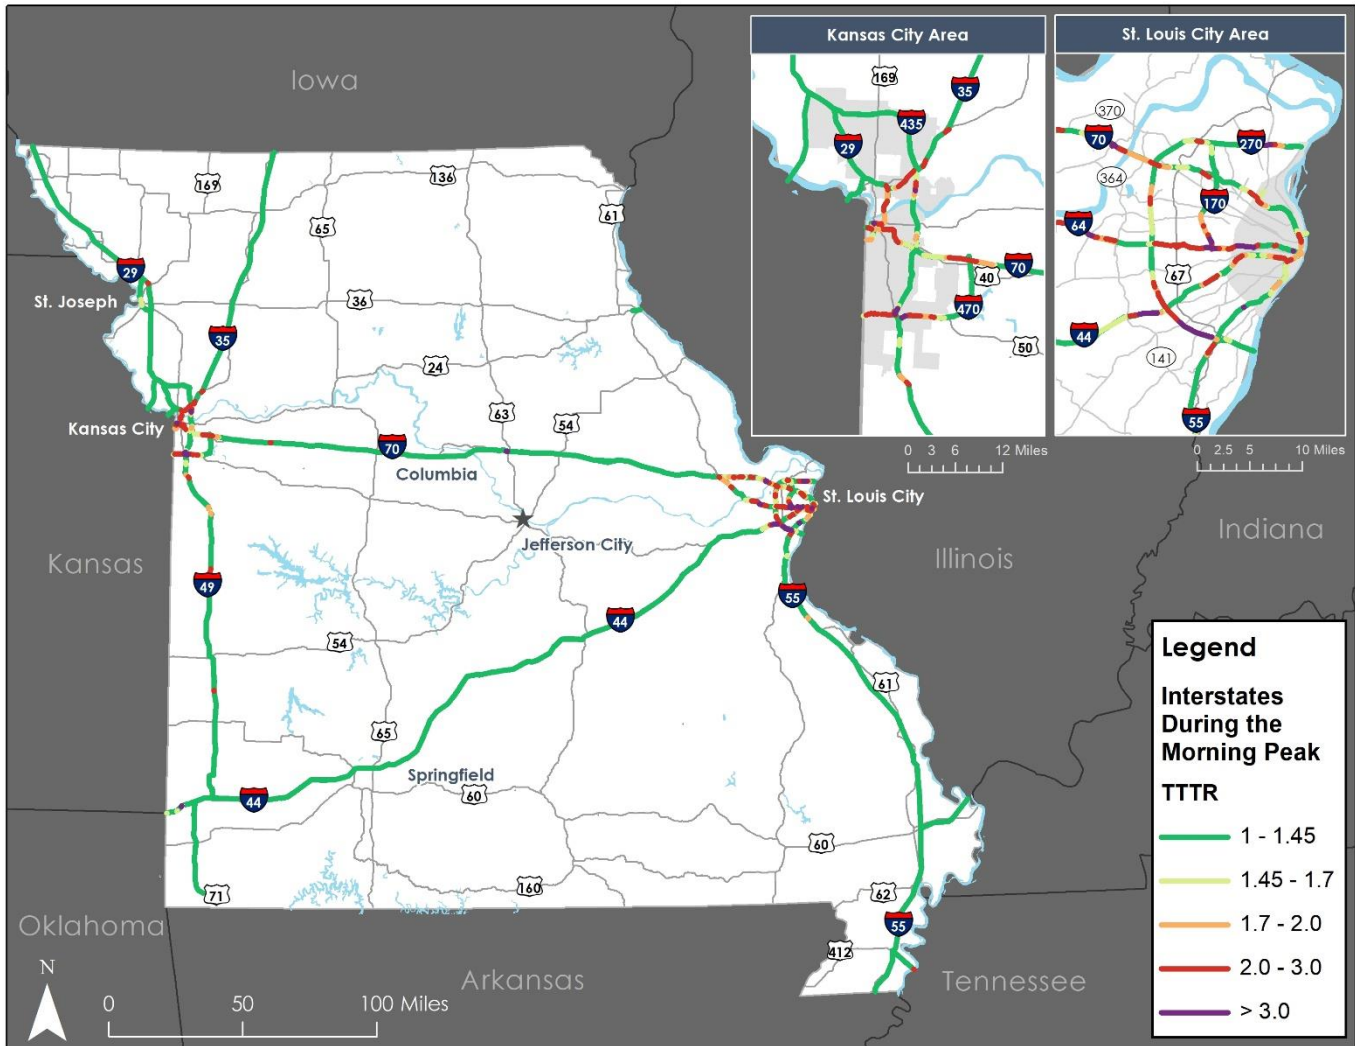 Kansas City Area
St. Louis City Area
Iowa
169
35
435
29
70
40
470
50
0 3 6 12 Miles
370
70
270
364
170
64
67
44
141
55
0 2.5 5 10 Miles
169
136
65
61
29
St. Joseph
36
35
24
63
54
Kansas City
70
Columbia
St. Louis City
Jefferson City
Kansas
Illinois
Indiana
49
55
44
54
61
65
Springfield
44
60
60
71
160
62
55
412
Oklahoma
Arkansas
Tennessee
N
0 50 100 Miles
Legend
Interstates
During the
Morning Peak
TTTR
1 - 1.45
1.45 - 1.7
1.7 - 2.0
2.0 - 3.0
> 3.0